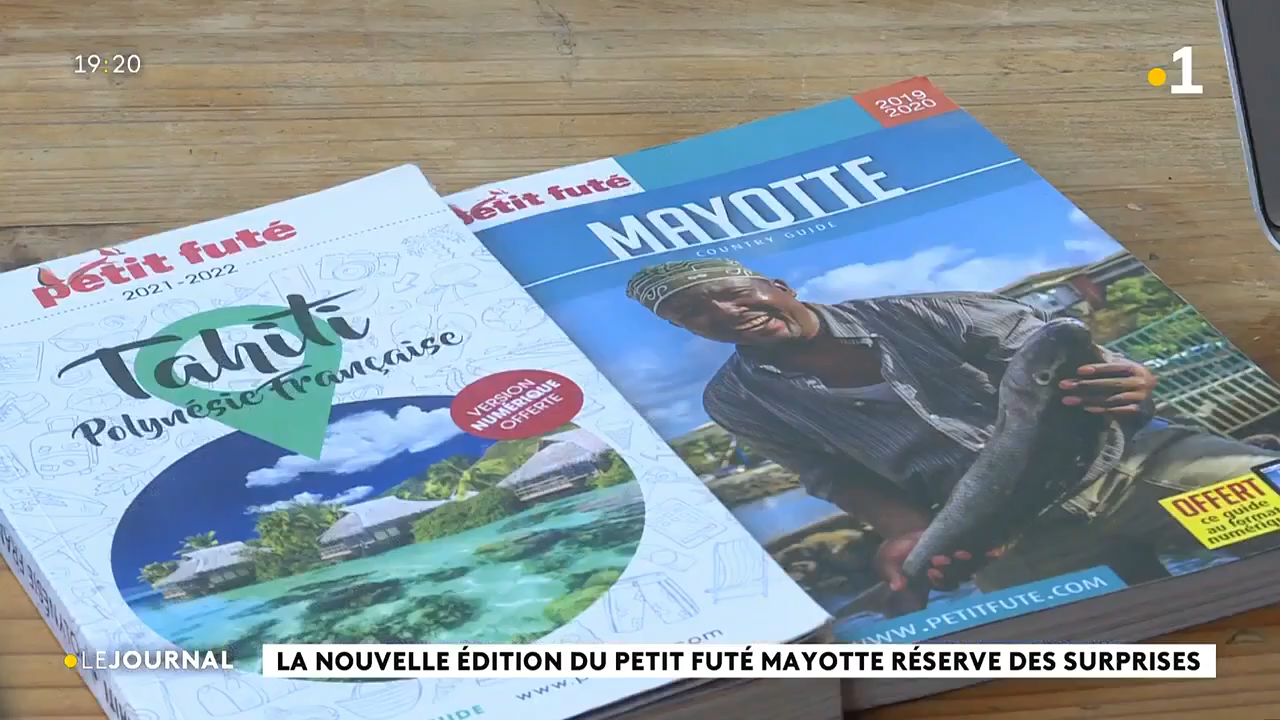 19:20
1
petit futé
2021-2022
Tahiti
Polynésie Française
VERSION
NUMÉRIQUE
OFFERTE
petit futé
2019
2020
MAYOTTE
COUNTRY GUIDE
OFFERT
ce guide
au format
numérique
WWW.PETITFUTE.COM
LE JOURNAL
LA NOUVELLE ÉDITION DU PETIT FUTÉ MAYOTTE RÉSERVE DES SURPRISES